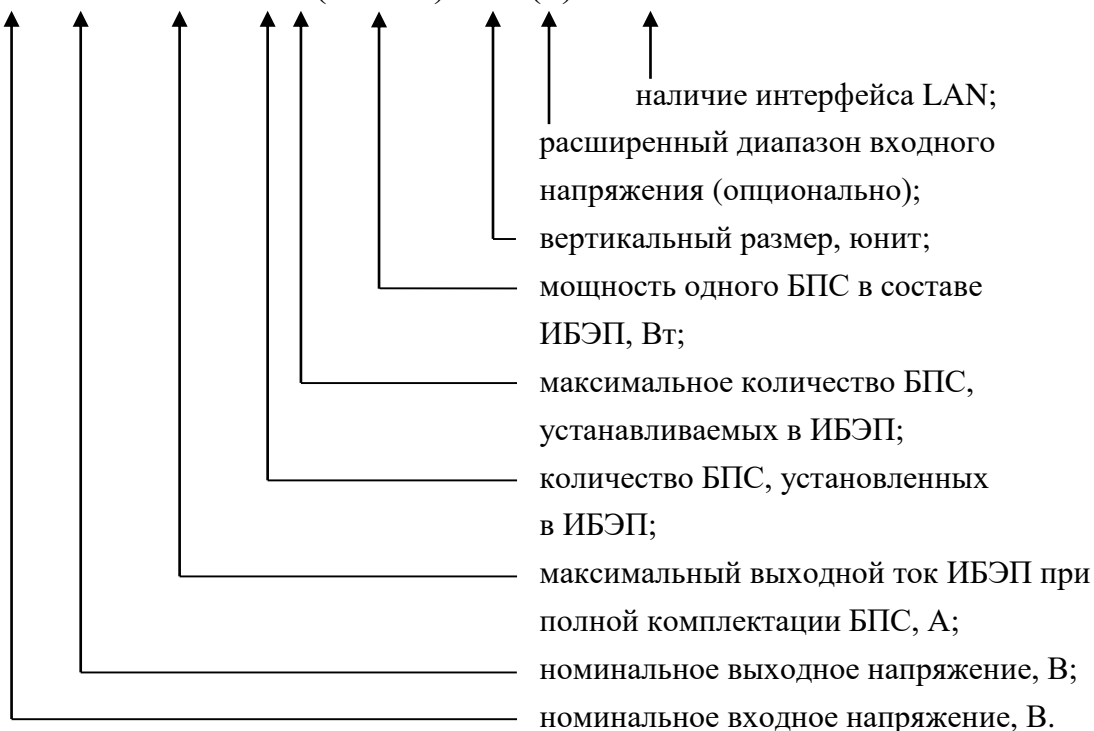 наличие интерфейса LAN;
расширенный диапазон входного
напряжения (опционально);
вертикальный размер, юнит;
мощность одного БПС в составе
ИБЭП, Вт;
максимальное количество БПС,
устанавливаемых в ИБЭП;
количество БПС, установленных
в ИБЭП;
максимальный выходной ток ИБЭП при
полной комплектации БПС, А;
номинальное выходное напряжение, В;
номинальное входное напряжение, В.